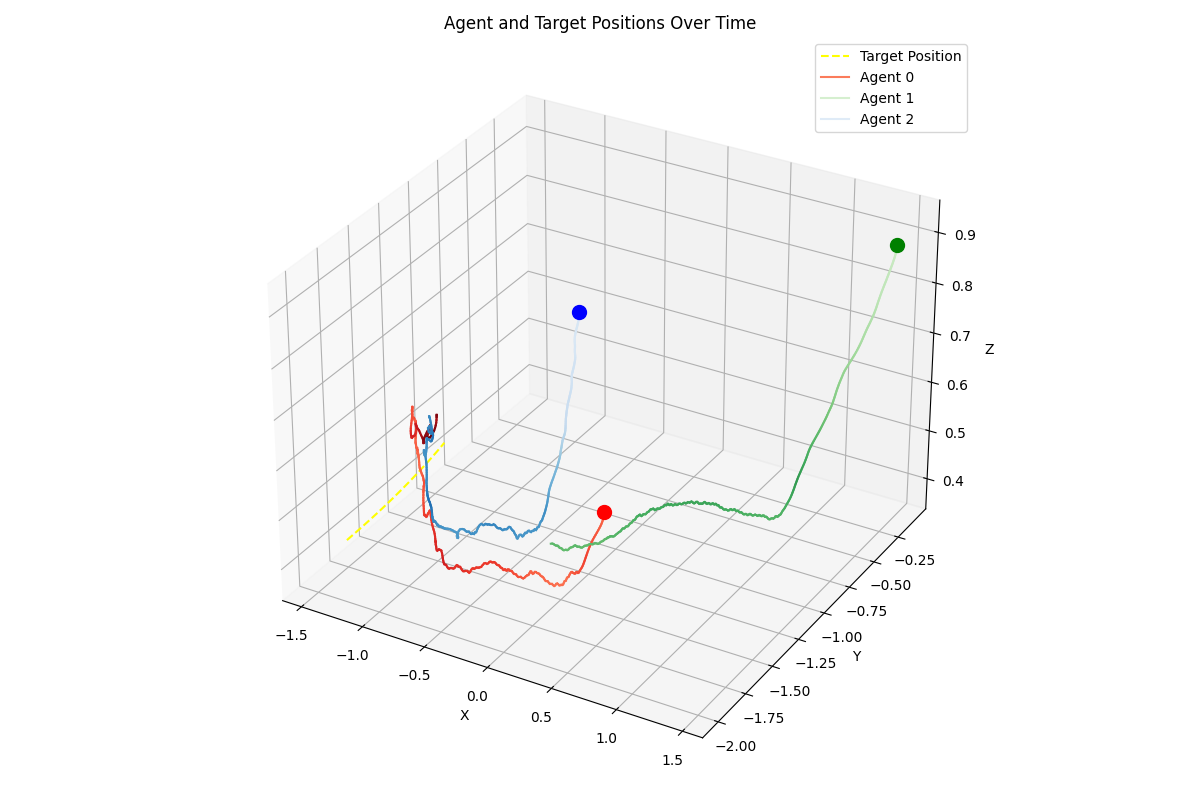 Agent and Target Positions Over Time
Target Position
Agent 0
Agent 1
Agent 2
0.9
0.8
0.7
Z
0.6
0.5
0.4
−0.25
−0.50
−0.75
−1.00
Y
−1.25
−1.50
−1.75
−2.00
−1.5
−1.0
−0.5
0.0
X
0.5
1.0
1.5